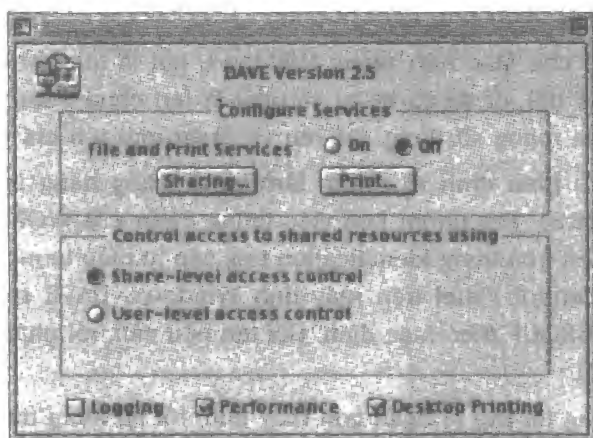 DAVE Version 2.5
Configure Services
File and Print Services On Off
Sharing... Print...
Control access to shared resources using
Share-level access control
User-level access control
Logging Performance Desktop Printing